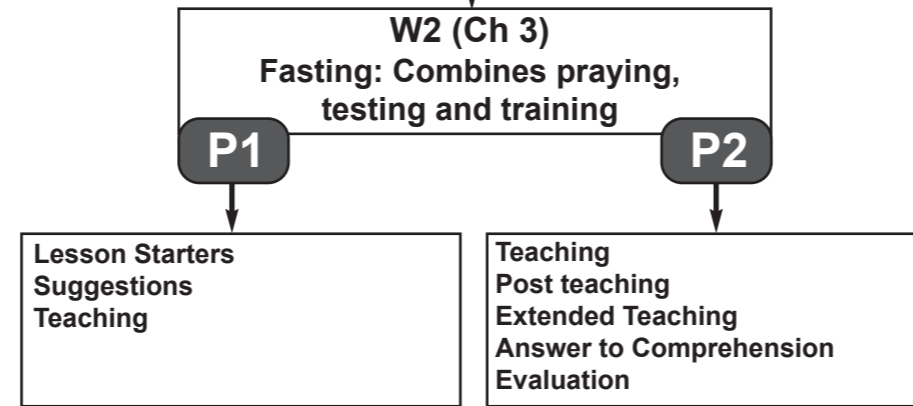 W2 (Ch 3)
Fasting: Combines praying,
testing and training
P1
P2
Lesson Starters
Suggestions
Teaching
Teaching
Post teaching
Extended Teaching
Answer to Comprehension
Evaluation